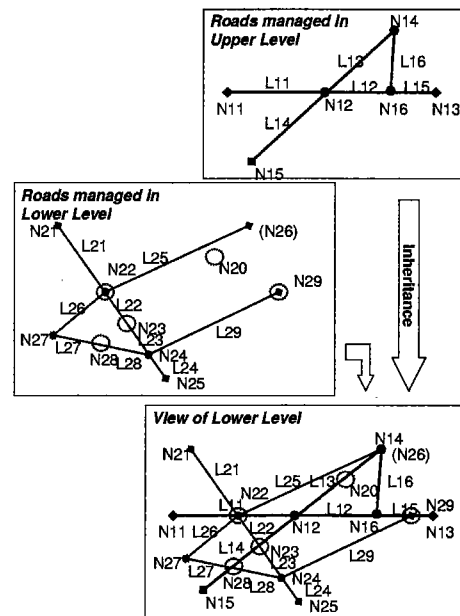 Roads managed in
Upper Level
N14
L13
L16
L11
L12
L15
N11
N12
N16
N13
L14
N15
Roads managed in
Lower Level
N21
L21
L25
(N26)
N22
N20
L26
L22
N29
N23
L29
N27
L27
N28
L23
N24
L28
L24
N25
Inheritance
View of Lower Level
N14
(N26)
N21
L21
L25
L13
L16
N22
N20
L11
L12
L15
N29
N11
L26
L22
N12
N16
N13
L14
N23
L29
N27
L27
L23
N28
L28
N24
L24
N15
N25